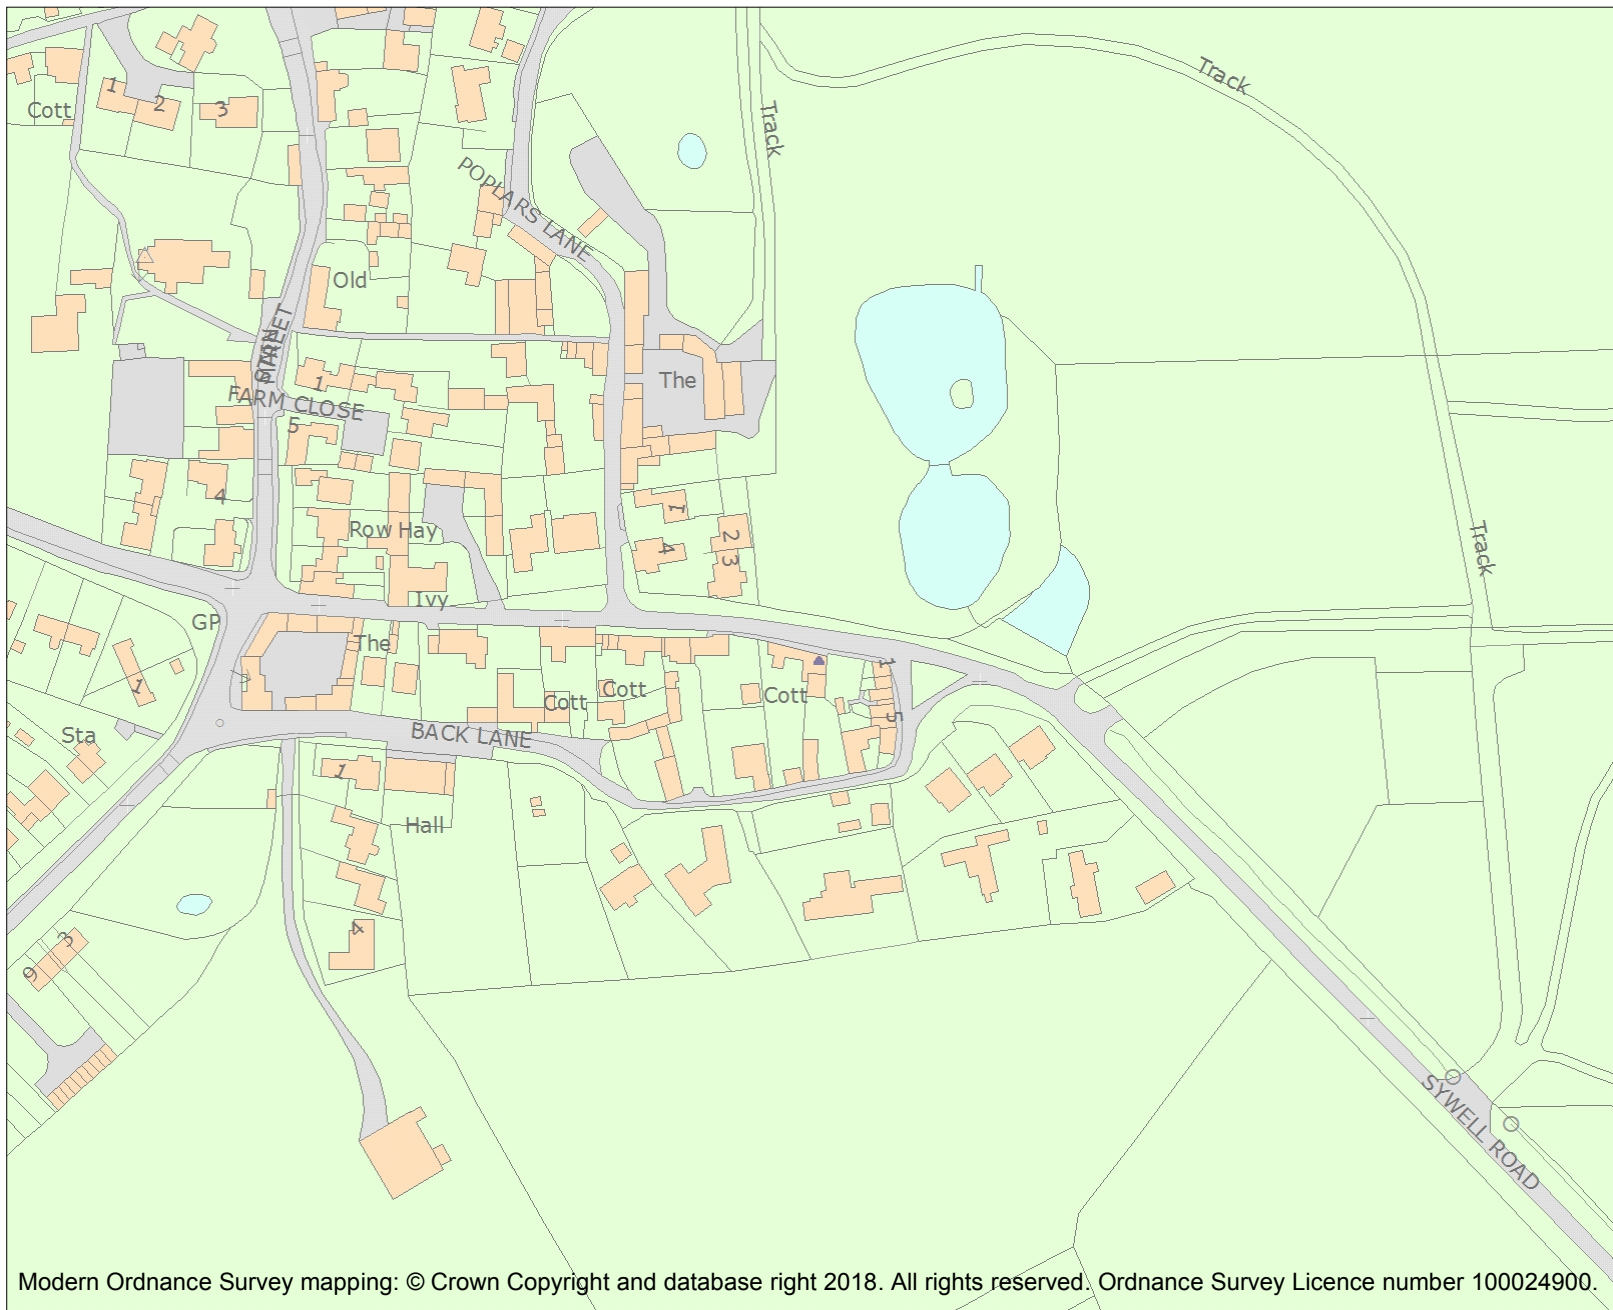 Track
Track
1
2
3
Cott
POPLARS LANE
Old
STREET
The
1
FARM CLOSE
5
4
1
Row Hay
2
3
4
Track
Ivy
GP
The
1
Cott
Cott
Cott
1
5
Sta
BACK LANE
1
Hall
4
3
9
SYWELL ROAD
Modern Ordnance Survey mapping: © Crown Copyright and database right 2018. All rights reserved. Ordnance Survey Licence number 100024900.